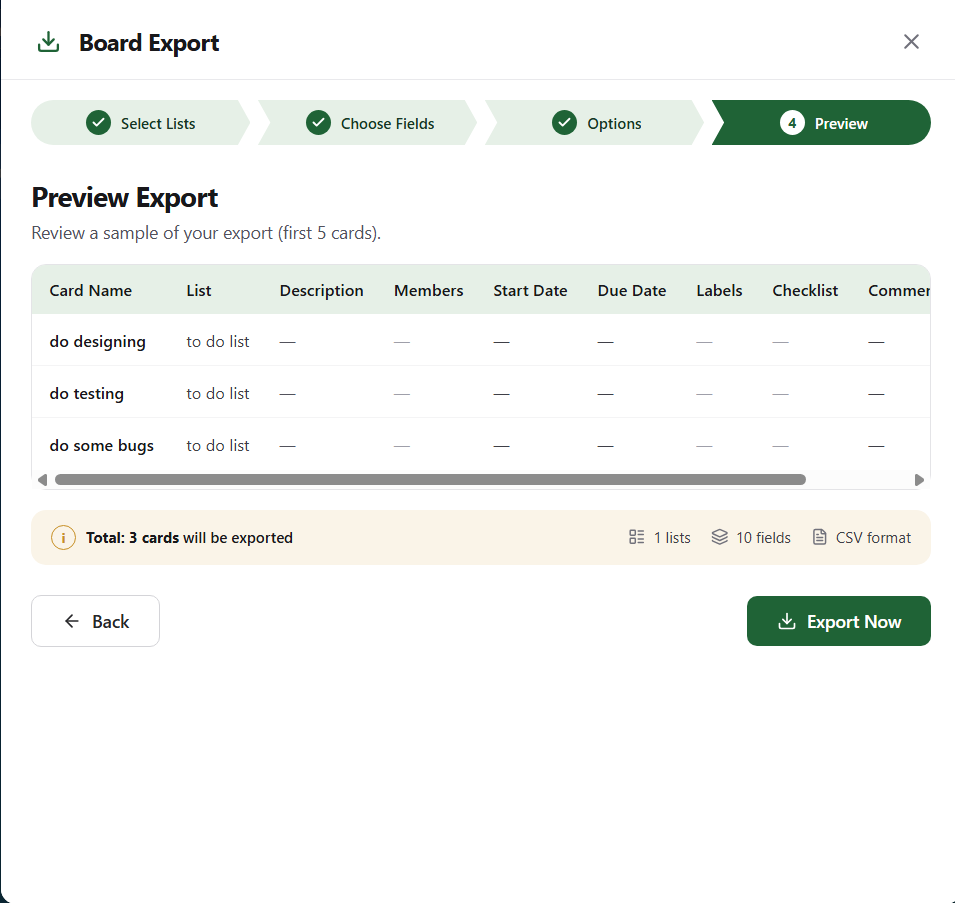 Board Export
Select Lists
Choose Fields
Options
4 Preview
Preview Export
Review a sample of your export (first 5 cards).
Card Name List Description Members Start Date Due Date Labels Checklist Commer
do designing to do list — — — — — — —
do testing to do list — — — — — — —
do some bugs to do list — — — — — — —
Total: 3 cards will be exported 1 lists 10 fields CSV format
Back Export Now